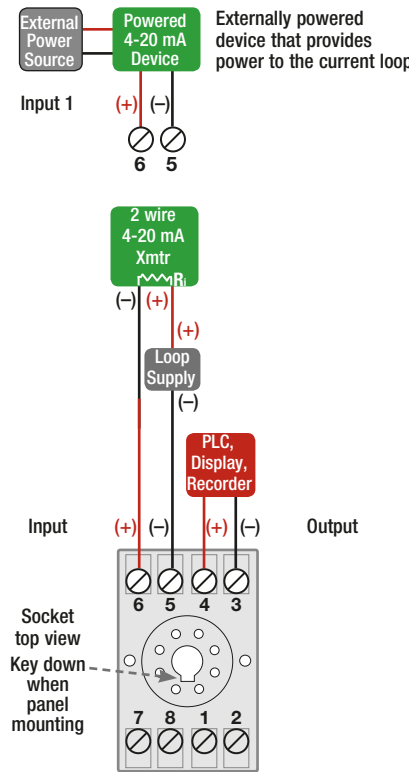 External
Power
Source
Powered
4-20 mA
Device
Externally powered
device that provides
power to the current loop
Input 1
(+) (–)
6 5
2 wire
4-20 mA
Xmtr
Ri
(–) (+)
(+)
Loop
Supply
(–)
PLC,
Display,
Recorder
Input (+) (–) (+) (–) Output
6 5 4 3
Socket
top view
Key down
when
panel
mounting
7 8 1 2